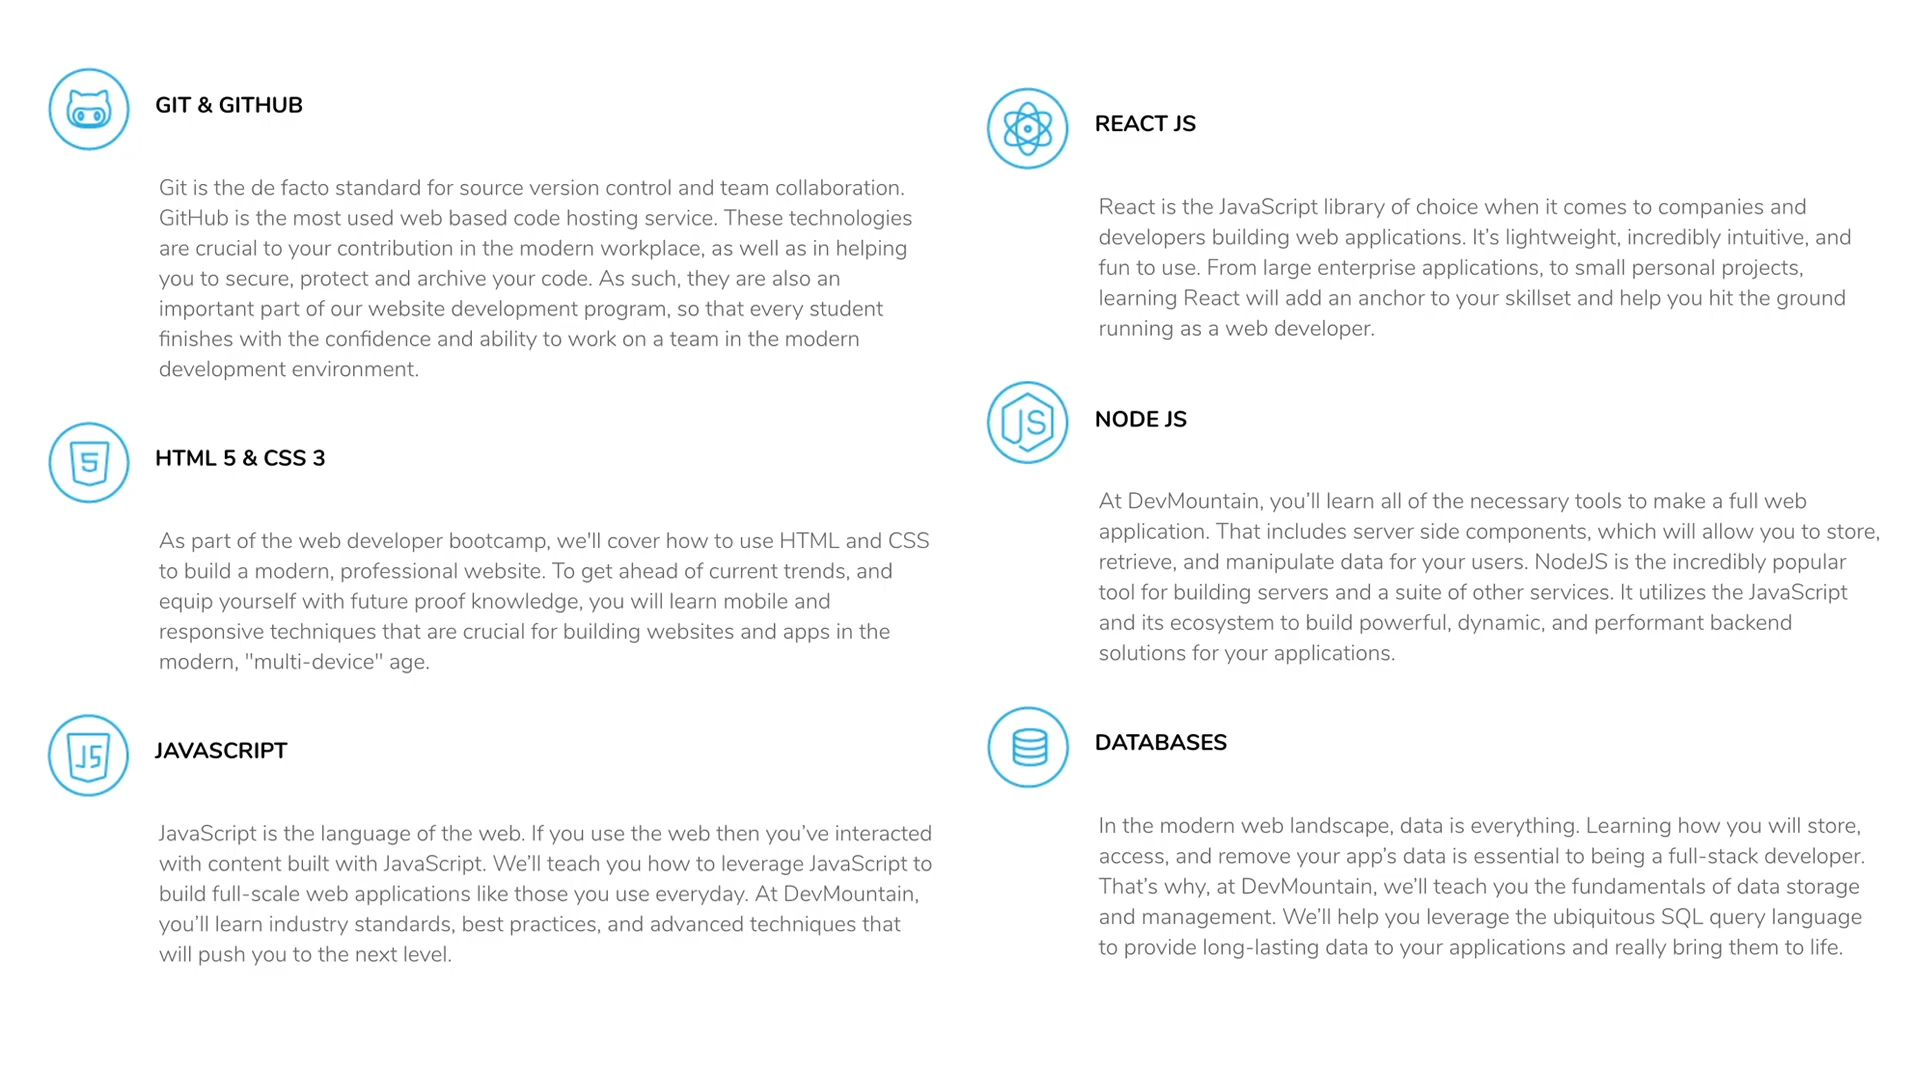 GIT & GITHUB
Git is the de facto standard for source version control and team collaboration.
GitHub is the most used web based code hosting service. These technologies
are crucial to your contribution in the modern workplace, as well as in helping
you to secure, protect and archive your code. As such, they are also an
important part of our website development program, so that every student
finishes with the confidence and ability to work on a team in the modern
development environment.
5
HTML 5 & CSS 3
As part of the web developer bootcamp, we'll cover how to use HTML and CSS
to build a modern, professional website. To get ahead of current trends, and
equip yourself with future proof knowledge, you will learn mobile and
responsive techniques that are crucial for building websites and apps in the
modern, "multi-device" age.
JS
JAVASCRIPT
JavaScript is the language of the web. If you use the web then you’ve interacted
with content built with JavaScript. We’ll teach you how to leverage JavaScript to
build full-scale web applications like those you use everyday. At DevMountain,
you’ll learn industry standards, best practices, and advanced techniques that
will push you to the next level.
REACT JS
React is the JavaScript library of choice when it comes to companies and
developers building web applications. It’s lightweight, incredibly intuitive, and
fun to use. From large enterprise applications, to small personal projects,
learning React will add an anchor to your skillset and help you hit the ground
running as a web developer.
JS
NODE JS
At DevMountain, you’ll learn all of the necessary tools to make a full web
application. That includes server side components, which will allow you to store,
retrieve, and manipulate data for your users. NodeJS is the incredibly popular
tool for building servers and a suite of other services. It utilizes the JavaScript
and its ecosystem to build powerful, dynamic, and performant backend
solutions for your applications.
DATABASES
In the modern web landscape, data is everything. Learning how you will store,
access, and remove your app’s data is essential to being a full-stack developer.
That’s why, at DevMountain, we’ll teach you the fundamentals of data storage
and management. We’ll help you leverage the ubiquitous SQL query language
to provide long-lasting data to your applications and really bring them to life.